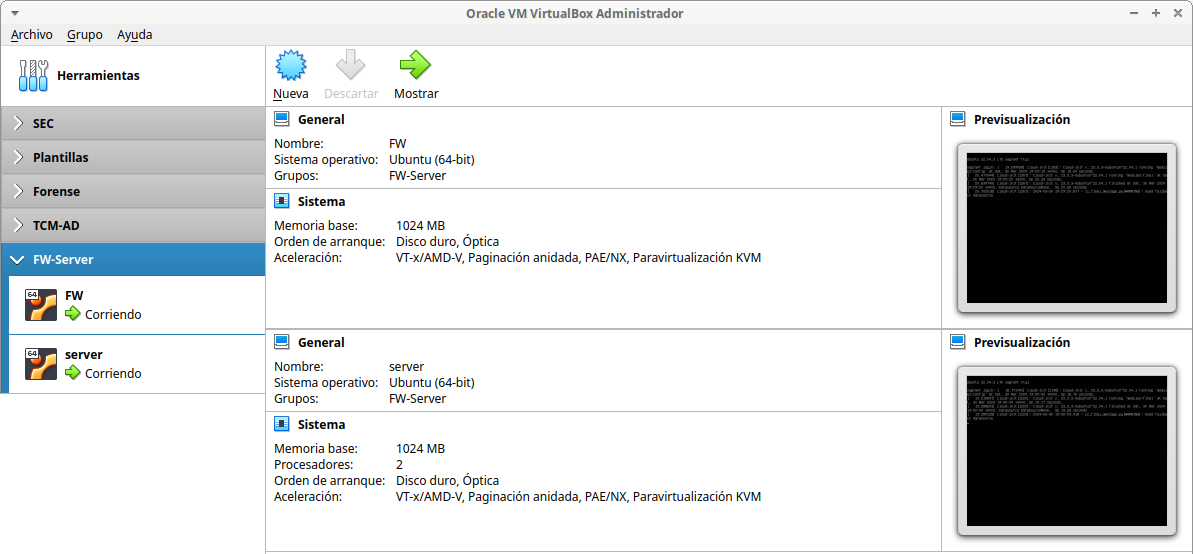 Oracle VM VirtualBox Administrador
Archivo Grupo Ayuda
Herramientas
Nueva Descartar Mostrar
SEC
Plantillas
Forense
TCM-AD
FW-Server
64 FW
Corriendo
64 server
Corriendo
General
Nombre: FW
Sistema operativo: Ubuntu (64-bit)
Grupos: FW-Server
Sistema
Memoria base: 1024 MB
Orden de arranque: Disco duro, Óptica
Aceleración: VT-x/AMD-V, Paginación anidada, PAE/NX, Paravirtualización KVM
Previsualización
General
Nombre: server
Sistema operativo: Ubuntu (64-bit)
Grupos: FW-Server
Sistema
Memoria base: 1024 MB
Procesadores: 2
Orden de arranque: Disco duro, Óptica
Aceleración: VT-x/AMD-V, Paginación anidada, PAE/NX, Paravirtualización KVM
Previsualización